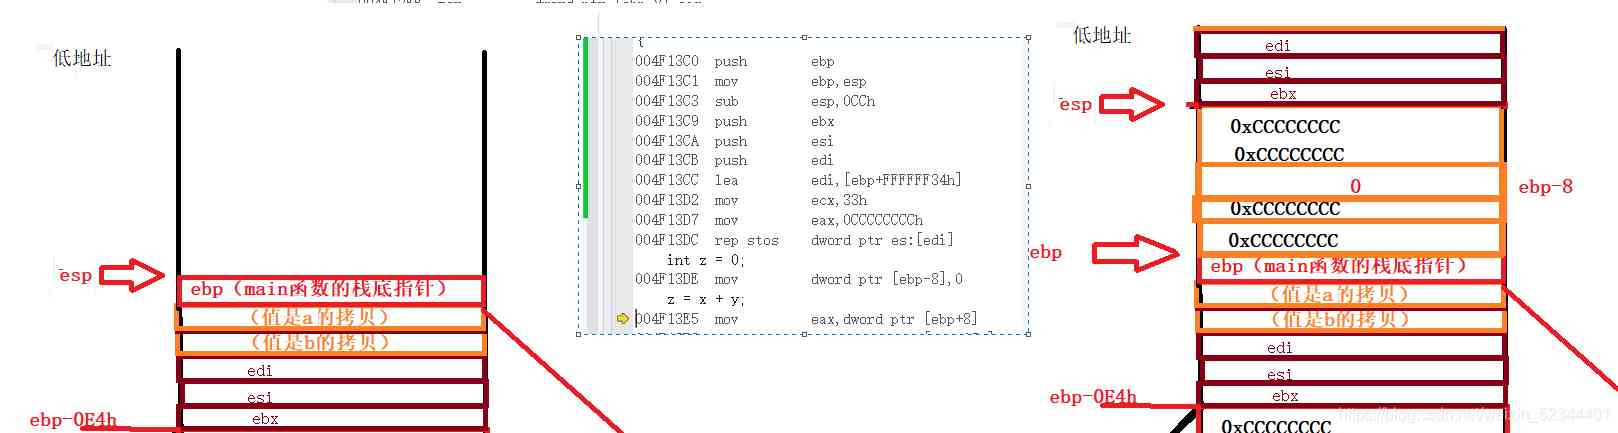 低地址
esp
ebp（main函数的栈底指针）
（值是a的拷贝）
（值是b的拷贝）
edi
esi
ebx
ebp-0E4h
{
004F13C0 push ebp
004F13C1 mov ebp,esp
004F13C3 sub esp,0CCh
004F13C9 push ebx
004F13CA push esi
004F13CB push edi
004F13CC lea edi,[ebp+FFFFFF34h]
004F13D2 mov ecx,33h
004F13D7 mov eax,0CCCCCCCCh
004F13DC rep stos dword ptr es:[edi]
int z = 0;
004F13DE mov dword ptr [ebp-8],0
z = x + y;
004F13E5 mov eax,dword ptr [ebp+8]
低地址
edi
esi
ebx
esp
0xCCCCCCCC
0xCCCCCCCC
0
ebp-8
0xCCCCCCCC
0xCCCCCCCC
ebp
ebp（main函数的栈底指针）
（值是a的拷贝）
（值是b的拷贝）
edi
esi
ebx
ebp-0E4h
0xCCCCCCCC